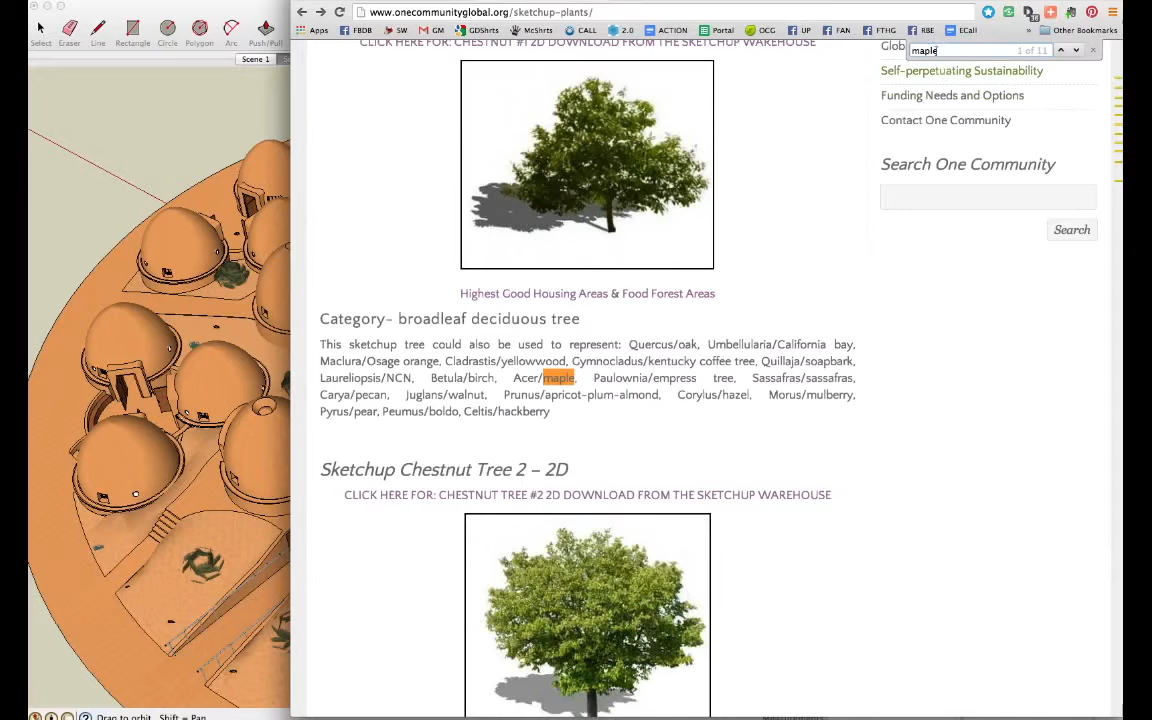 www.onecommunityglobal.org/sketchup-plants/
Select Eraser Line Rectangle Circle Polygon Arc Push/Pull
Apps FBDB SW GM GDShrts McShrts CALL 2.0 ACTION Portal OCG UP FAN FTHG RBE ECall » Other Bookmarks
Scene 1
CLICK HERE FOR: CHESTNUT #1 2D DOWNLOAD FROM THE SKETCHUP WAREHOUSE
Glob
maple 1 of 11
Self-perpetuating Sustainability
Funding Needs and Options
Contact One Community
Search One Community
Search
Highest Good Housing Areas & Food Forest Areas
Category- broadleaf deciduous tree
This sketchup tree could also be used to represent: Quercus/oak, Umbellularia/California bay,
Maclura/Osage orange, Cladrastis/yellowwood, Gymnocladus/kentucky coffee tree, Quillaja/soapbark,
Laureliopsis/NCN, Betula/birch, Acer/maple, Paulownia/empress tree, Sassafras/sassafras,
Carya/pecan, Juglans/walnut, Prunus/apricot-plum-almond, Corylus/hazel, Morus/mulberry,
Pyrus/pear, Peumus/boldo, Celtis/hackberry
Sketchup Chestnut Tree 2 – 2D
CLICK HERE FOR: CHESTNUT TREE #2 2D DOWNLOAD FROM THE SKETCHUP WAREHOUSE
Drag to orbit. Shift = Pan